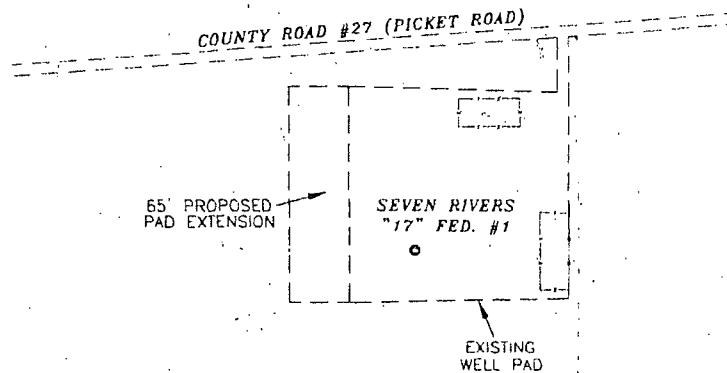 COUNTY ROAD #27 (PICKET ROAD)
65' PROPOSED
PAD EXTENSION
SEVEN RIVERS
"17" FED. #1
EXISTING
WELL PAD